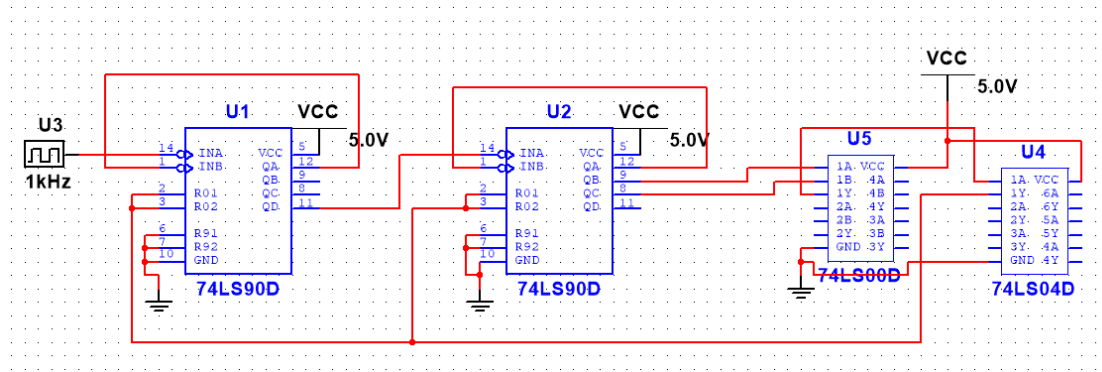 U3
1kHz
U1
VCC
5.0V
14 INA
1 INB
2 R01
3 R02
6 R91
7 R92
10 GND
VCC 5
QA 12
QB 9
QC 8
QD 11
74LS90D
U2
VCC
5.0V
14 INA
1 INB
2 R01
3 R02
6 R91
7 R92
10 GND
VCC 5
QA 12
QB 9
QC 8
QD 11
74LS90D
VCC
5.0V
U5
1A VCC
1B 4A
1Y 4B
2A 4Y
2B 3A
2Y 3B
GND 3Y
74LS00D
U4
1A VCC
1Y 6A
2A 6Y
2Y 5A
3A 5Y
3Y 4A
GND 4Y
74LS04D